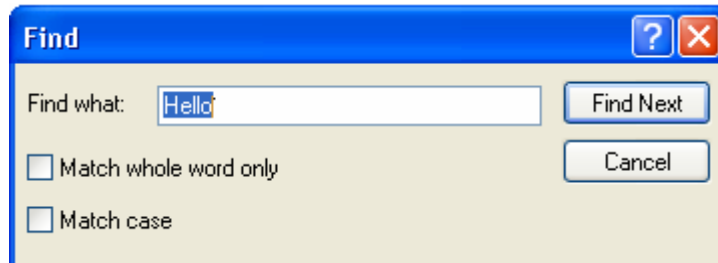 Find
Find what: Hello Find Next
Match whole word only Cancel
Match case